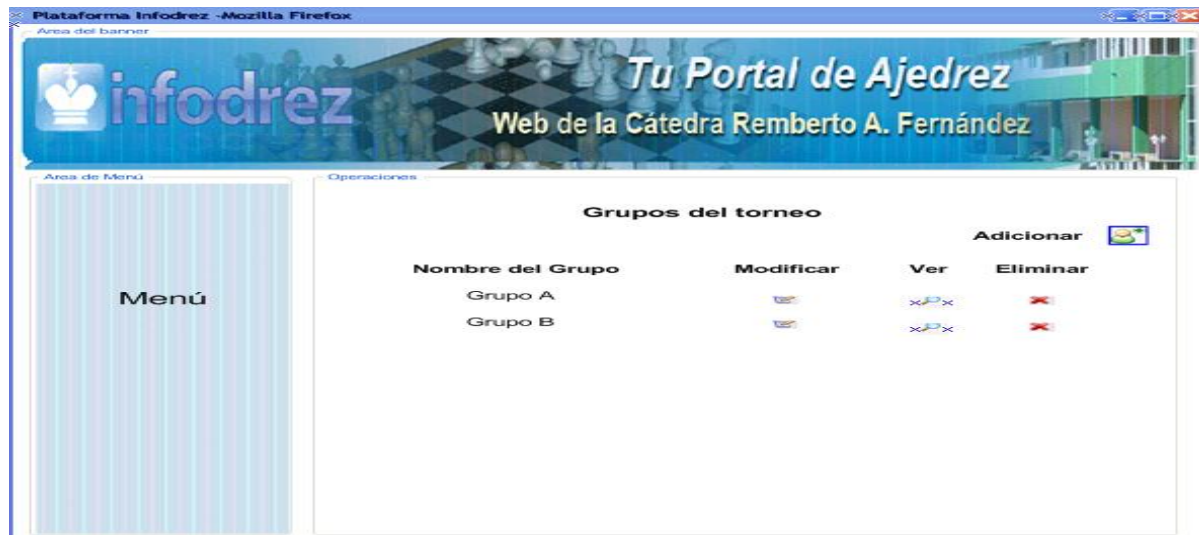 Plataforma Infodrez -Mozilla Firefox
Area del banner
infodrez
Tu Portal de Ajedrez
Web de la Cátedra Remberto A. Fernández
Area de Menú
Operaciones
Menú
Grupos del torneo
Adicionar
Nombre del Grupo Modificar Ver Eliminar
Grupo A
Grupo B